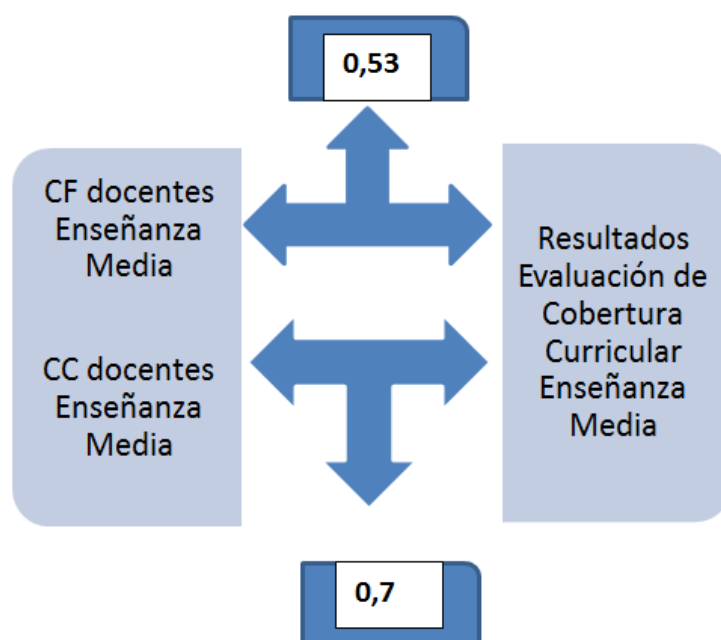 0,53
CF docentes
Enseñanza
Media
CC docentes
Enseñanza
Media
Resultados
Evaluación de
Cobertura
Curricular
Enseñanza
Media
0,7